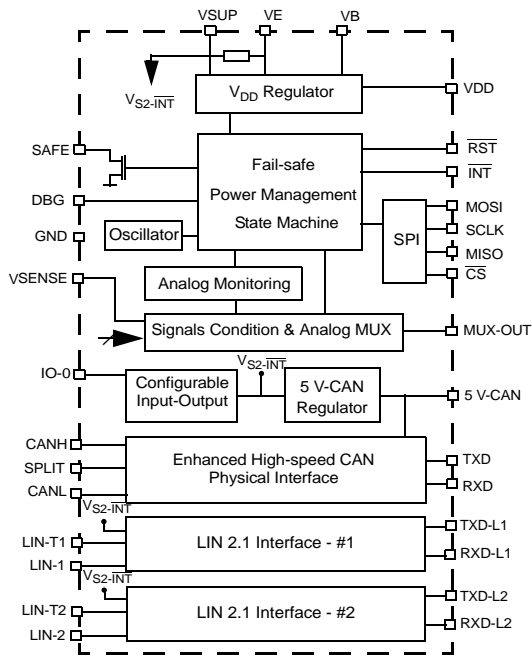 VSUP VE VB
VS2-INT
VDD Regulator
VDD
SAFE
Fail-safe
Power Management
State Machine
RST
INT
DBG
GND
Oscillator
SPI
MOSI
SCLK
MISO
CS
VSENSE
Analog Monitoring
Signals Condition & Analog MUX
MUX-OUT
IO-0
Configurable
Input-Output
VS2-INT
5 V-CAN
Regulator
5 V-CAN
CANH
SPLIT
CANL
Enhanced High-speed CAN
Physical Interface
TXD
RXD
VS2-INT
LIN-T1
LIN-1
LIN 2.1 Interface - #1
TXD-L1
RXD-L1
VS2-INT
LIN-T2
LIN-2
LIN 2.1 Interface - #2
TXD-L2
RXD-L2